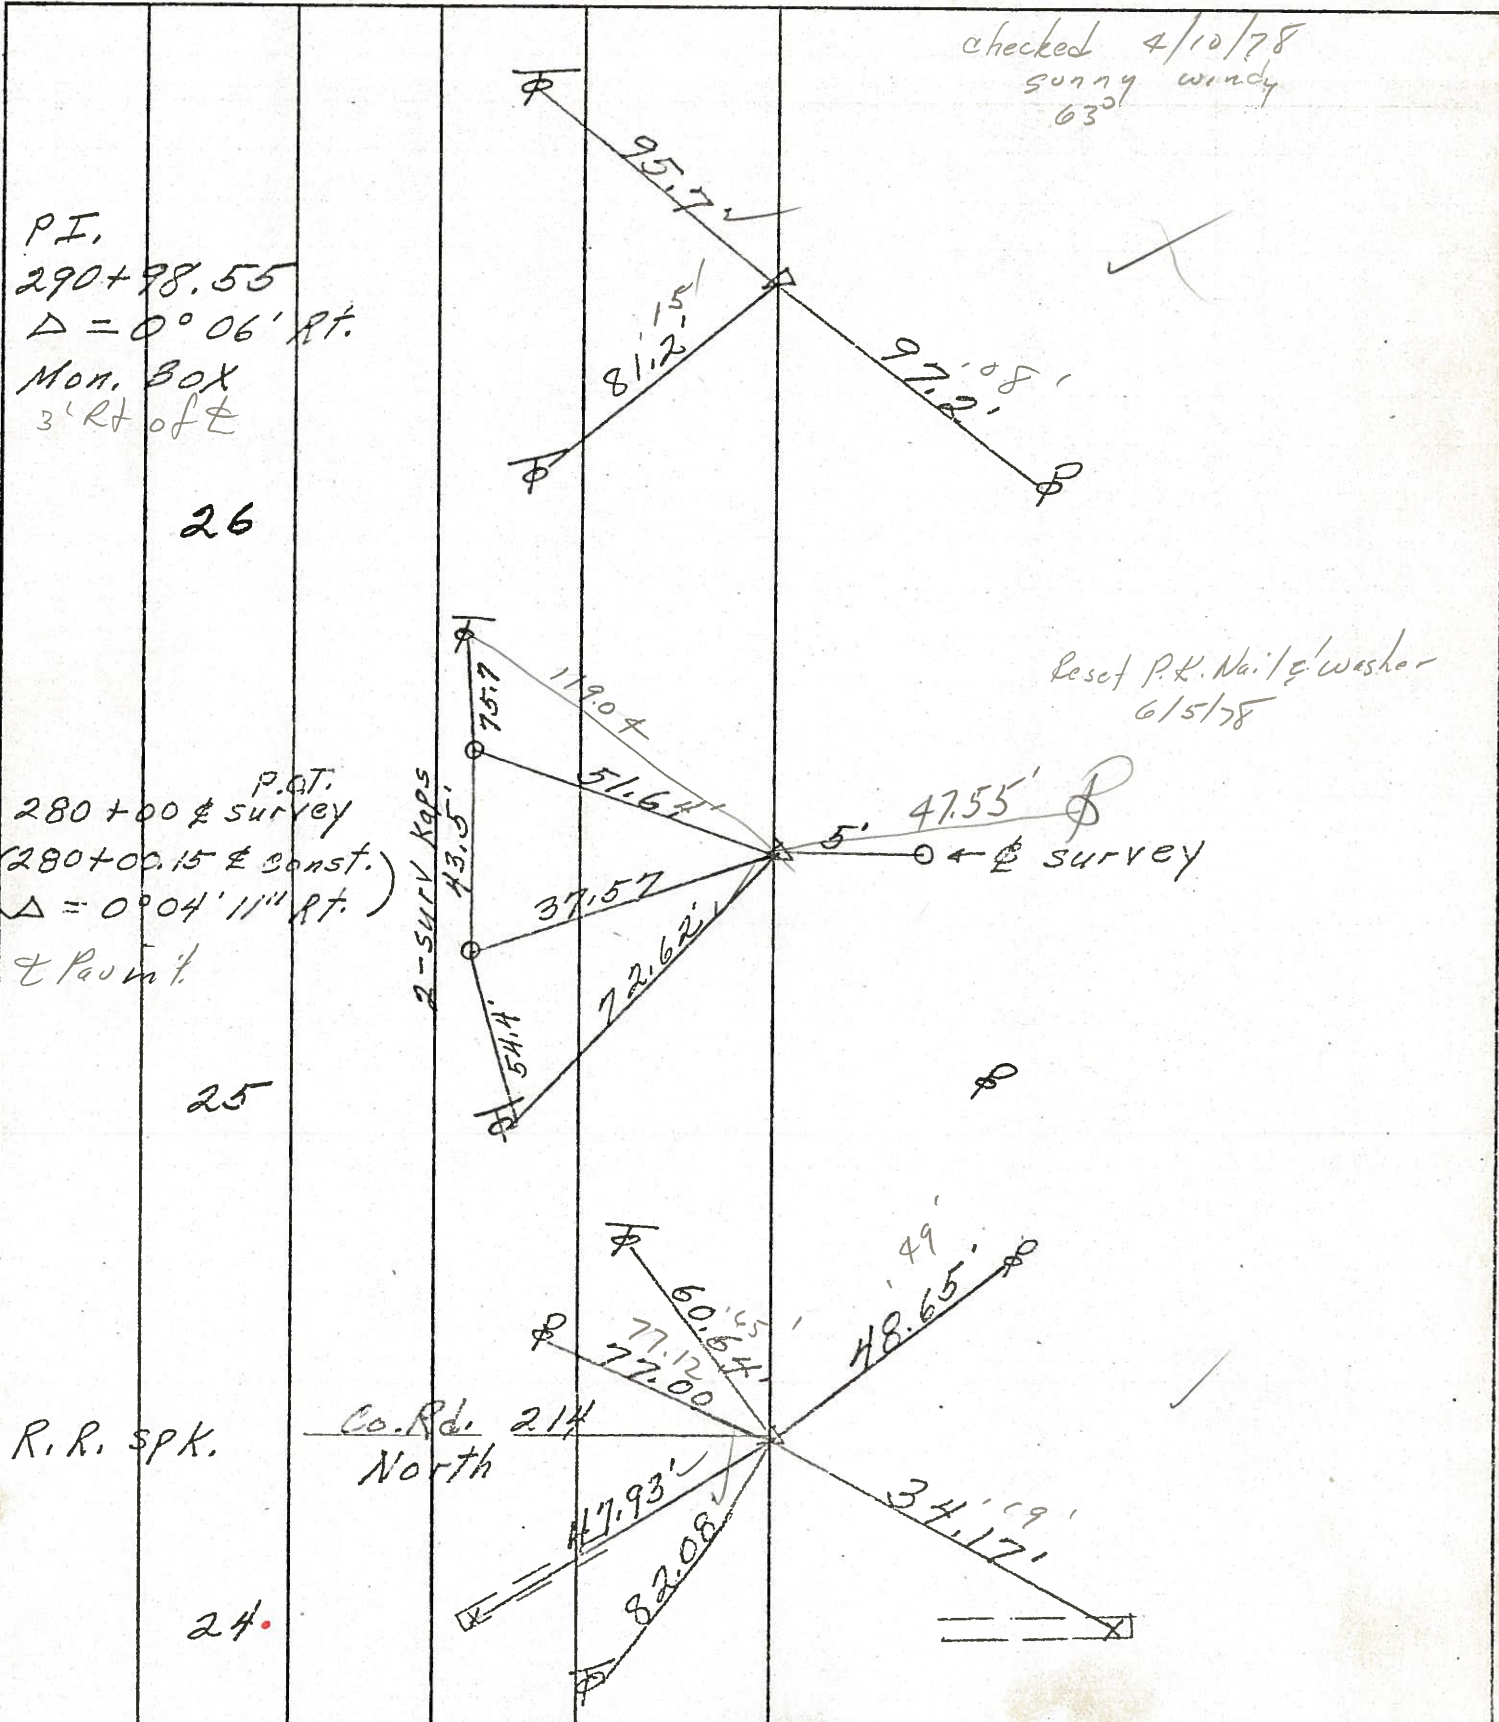 checked 4/10/78
sunny windy
63°
95.7'
P.I.
290+98.55
Δ = 0° 06' Rt.
Mon. Box
3' Rt of ℄
.15'
81.2'
.08'
97.2'
26
75.7
119.04
Reset P.K. Nail & washer
6/5/78
P.O.T.
280+00 ℄ survey
(280+00.15 ℄ const.)
Δ = 0°04'11" Rt.
℄ Pavm't.
2-surv Kaps
43.5'
51.64'
5'
47.55'
← ℄ survey
37.57
72.62'
54.4'
25
.49'
48.65'
60.64'
.65'
77.12
77.00
R.R. SPK.
Co. Rd. 214
North
47.93'
82.08'
.19'
34.17'
24.